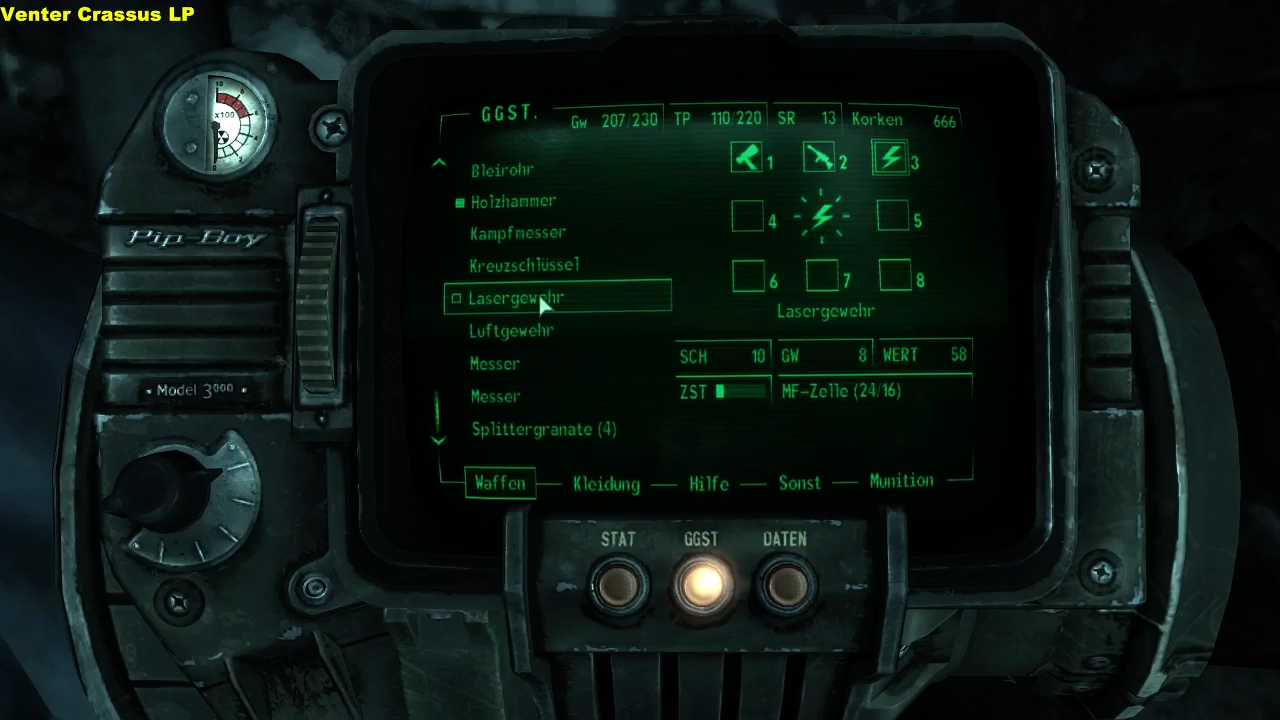 Venter Crassus LP
GGST. Gw 207/230 TP 110/220 SR 13 Korken 666
x100
Pip-Boy
Model 3000
Bleirohr
Holzhammer
Kampfmesser
Kreuzschlüssel
Lasergewehr
Luftgewehr
Messer
Messer
Splittergranate (4)
1 2 3
4 5
6 7 8
Lasergewehr
SCH 10 GW 8 WERT 58
ZST MF-Zelle (24/16)
Waffen Kleidung Hilfe Sonst Munition
STAT GGST DATEN